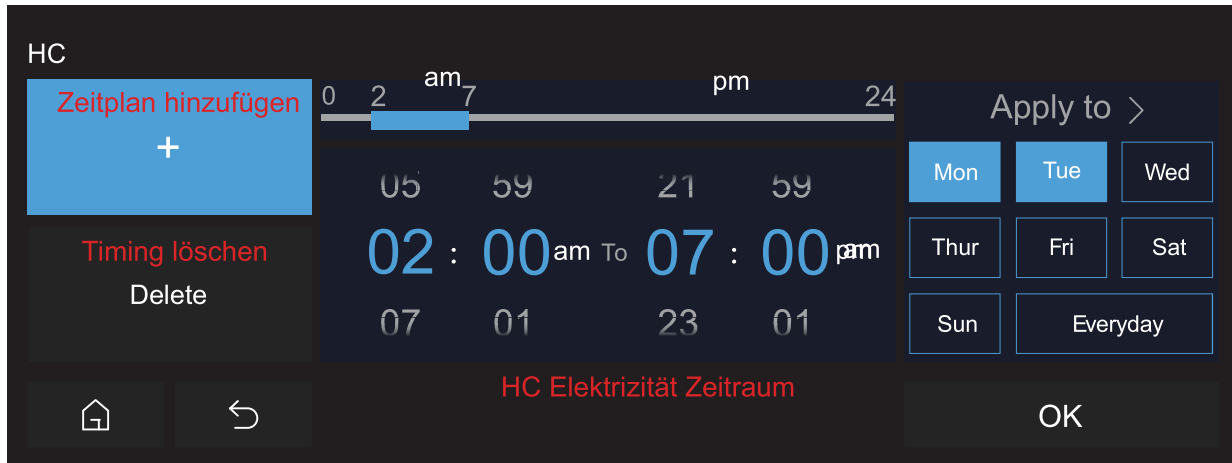 HC
Zeitplan hinzufügen
+
Timing löschen
Delete
am pm
0 2 7 24
05 59 21 59
02 : 00 am To 07 : 00
07 01 23 01
HC Elektrizität Zeitraum
Apply to >
Mon Tue Wed
Thur Fri Sat
Sun Everyday
OK